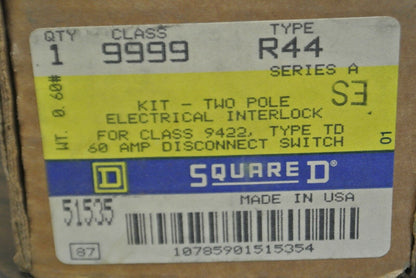 QTY CLASS TYPE
1 9999 R44
SERIES A
WT. 0.60#
KIT - TWO POLE
ELECTRICAL INTERLOCK
FOR CLASS 9422, TYPE TD
60 AMP DISCONNECT SWITCH
01
D SQUARE D®
51535
MADE IN USA
87
10785901515354